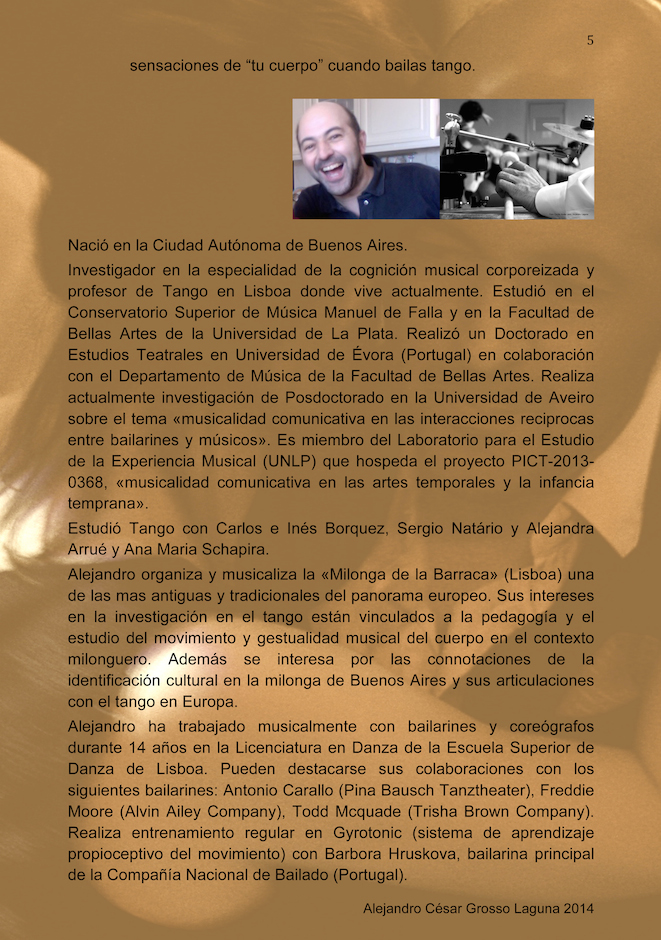 5
sensaciones de “tu cuerpo” cuando bailas tango.
Nació en la Ciudad Autónoma de Buenos Aires.
Investigador en la especialidad de la cognición musical corporeizada y
profesor de Tango en Lisboa donde vive actualmente. Estudió en el
Conservatorio Superior de Música Manuel de Falla y en la Facultad de
Bellas Artes de la Universidad de La Plata. Realizó un Doctorado en
Estudios Teatrales en Universidad de Évora (Portugal) en colaboración
con el Departamento de Música de la Facultad de Bellas Artes. Realiza
actualmente investigación de Posdoctorado en la Universidad de Aveiro
sobre el tema «musicalidad comunicativa en las interacciones reciprocas
entre bailarines y músicos». Es miembro del Laboratorio para el Estudio
de la Experiencia Musical (UNLP) que hospeda el proyecto PICT-2013-
0368, «musicalidad comunicativa en las artes temporales y la infancia
temprana».
Estudió Tango con Carlos e Inés Borquez, Sergio Natário y Alejandra
Arrué y Ana Maria Schapira.
Alejandro organiza y musicaliza la «Milonga de la Barraca» (Lisboa) una
de las mas antiguas y tradicionales del panorama europeo. Sus intereses
en la investigación en el tango están vinculados a la pedagogía y el
estudio del movimiento y gestualidad musical del cuerpo en el contexto
milonguero. Además se interesa por las connotaciones de la
identificación cultural en la milonga de Buenos Aires y sus articulaciones
con el tango en Europa.
Alejandro ha trabajado musicalmente con bailarines y coreógrafos
durante 14 años en la Licenciatura en Danza de la Escuela Superior de
Danza de Lisboa. Pueden destacarse sus colaboraciones con los
siguientes bailarines: Antonio Carallo (Pina Bausch Tanztheater), Freddie
Moore (Alvin Ailey Company), Todd Mcquade (Trisha Brown Company).
Realiza entrenamiento regular en Gyrotonic (sistema de aprendizaje
propioceptivo del movimiento) con Barbora Hruskova, bailarina principal
de la Compañía Nacional de Bailado (Portugal).
Alejandro César Grosso Laguna 2014